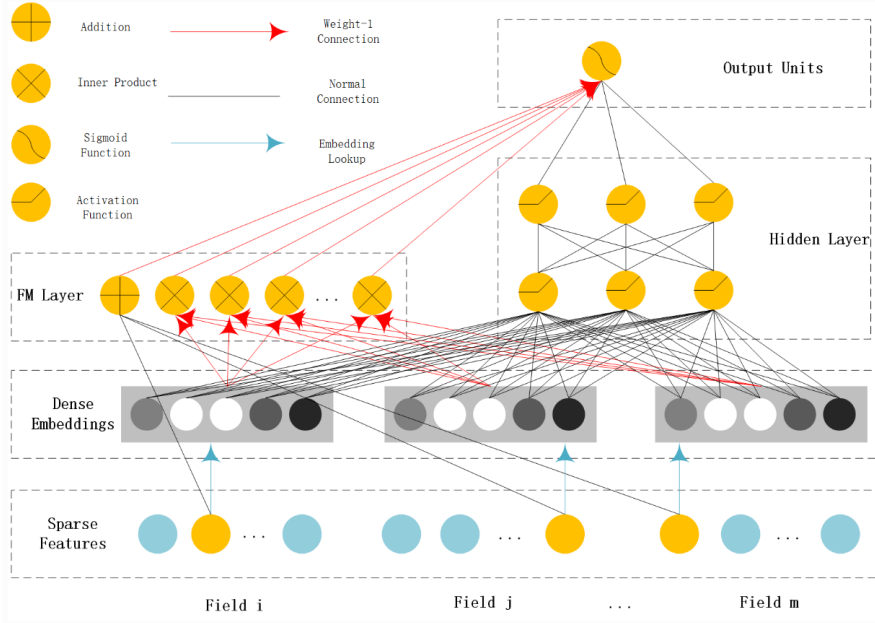 Addition
Weight-1
Connection
Inner Product
Normal
Connection
Sigmoid
Function
Embedding
Lookup
Activation
Function
Output Units
Hidden Layer
FM Layer
...
Dense
Embeddings
Sparse
Features
... ... ...
Field i Field j ... Field m